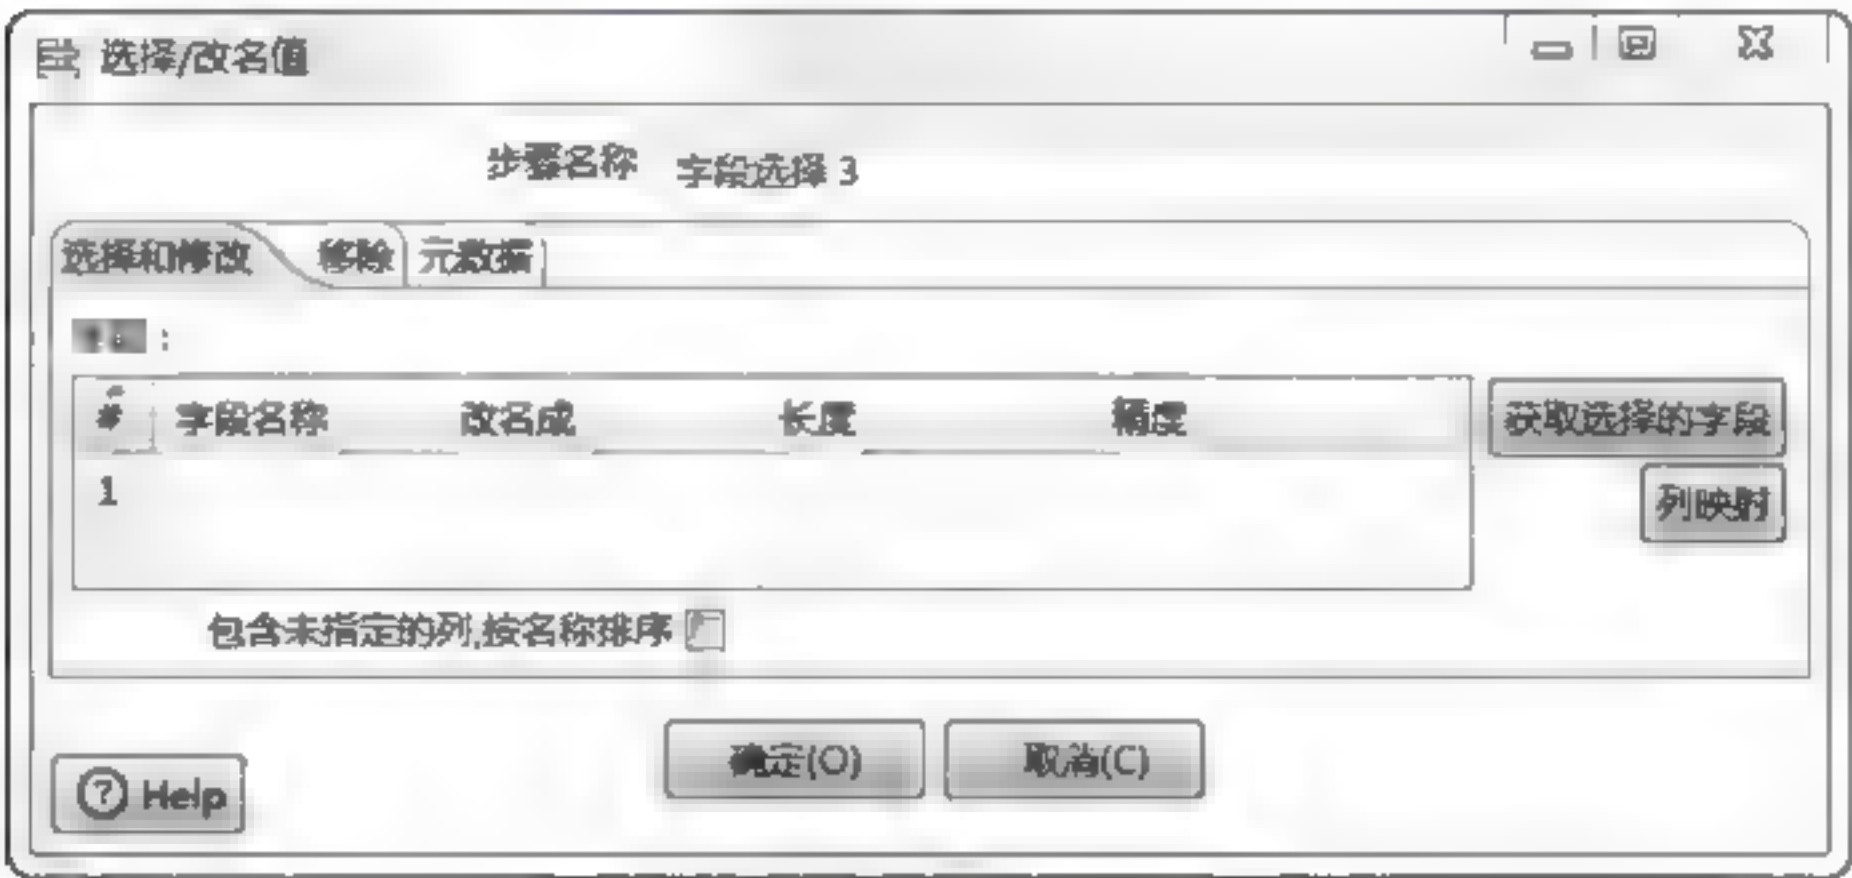 选择/改名值
步骤名称 字段选择 3
选择和修改 移除 元数据
:
# 字段名称 改名成 长度 精度 获取选择的字段
1 列映射
包含未指定的列,按名称排序
确定(O) 取消(C)
Help